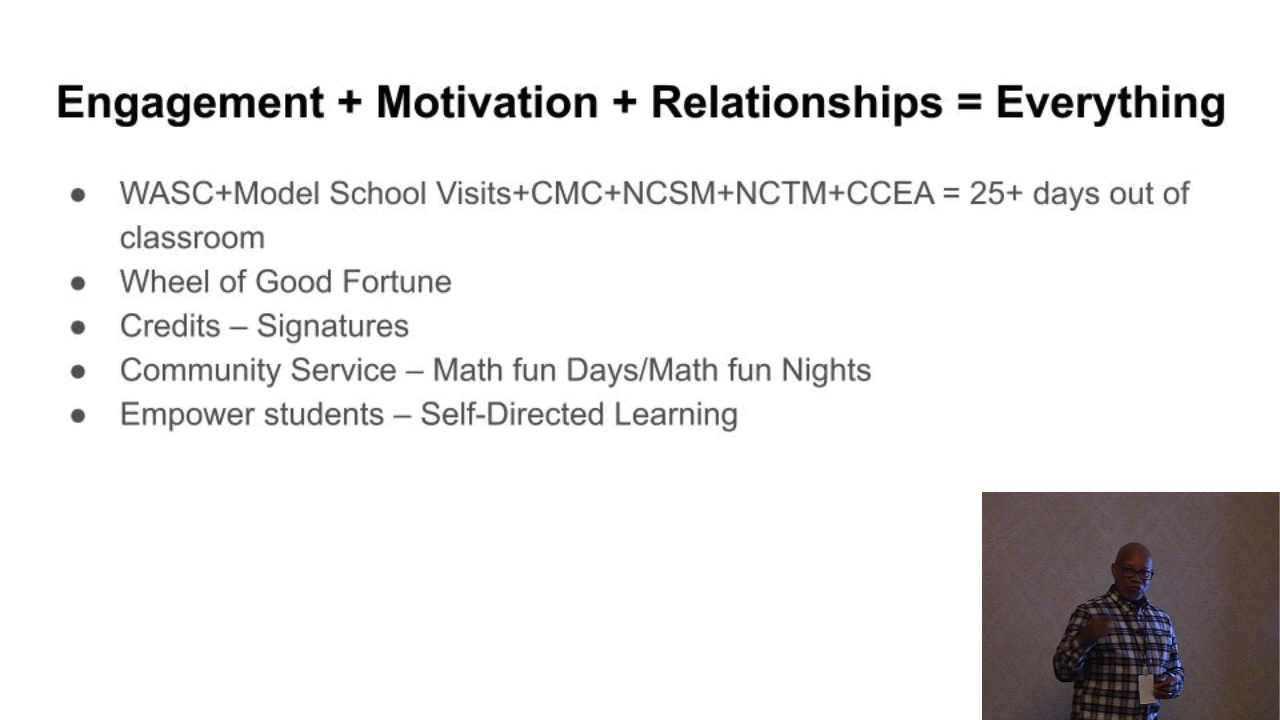 Engagement + Motivation + Relationships = Everything
● WASC+Model School Visits+CMC+NCSM+NCTM+CCEA = 25+ days out of
classroom
● Wheel of Good Fortune
● Credits – Signatures
● Community Service – Math fun Days/Math fun Nights
● Empower students – Self-Directed Learning